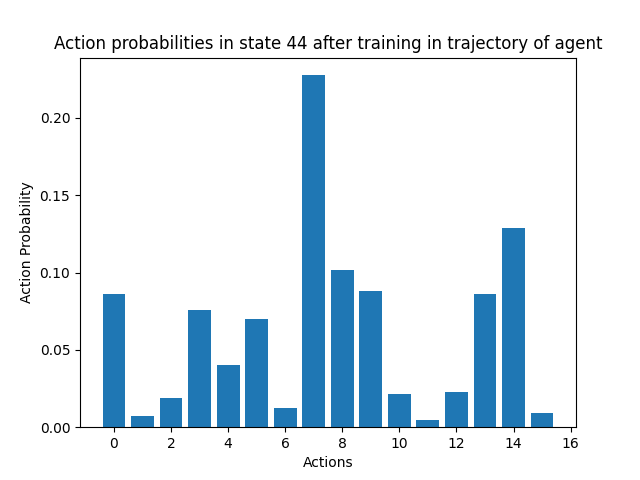 Action probabilities in state 44 after training in trajectory of agent
Action Probability
0.20
0.15
0.10
0.05
0.00
0 2 4 6 8 10 12 14 16
Actions